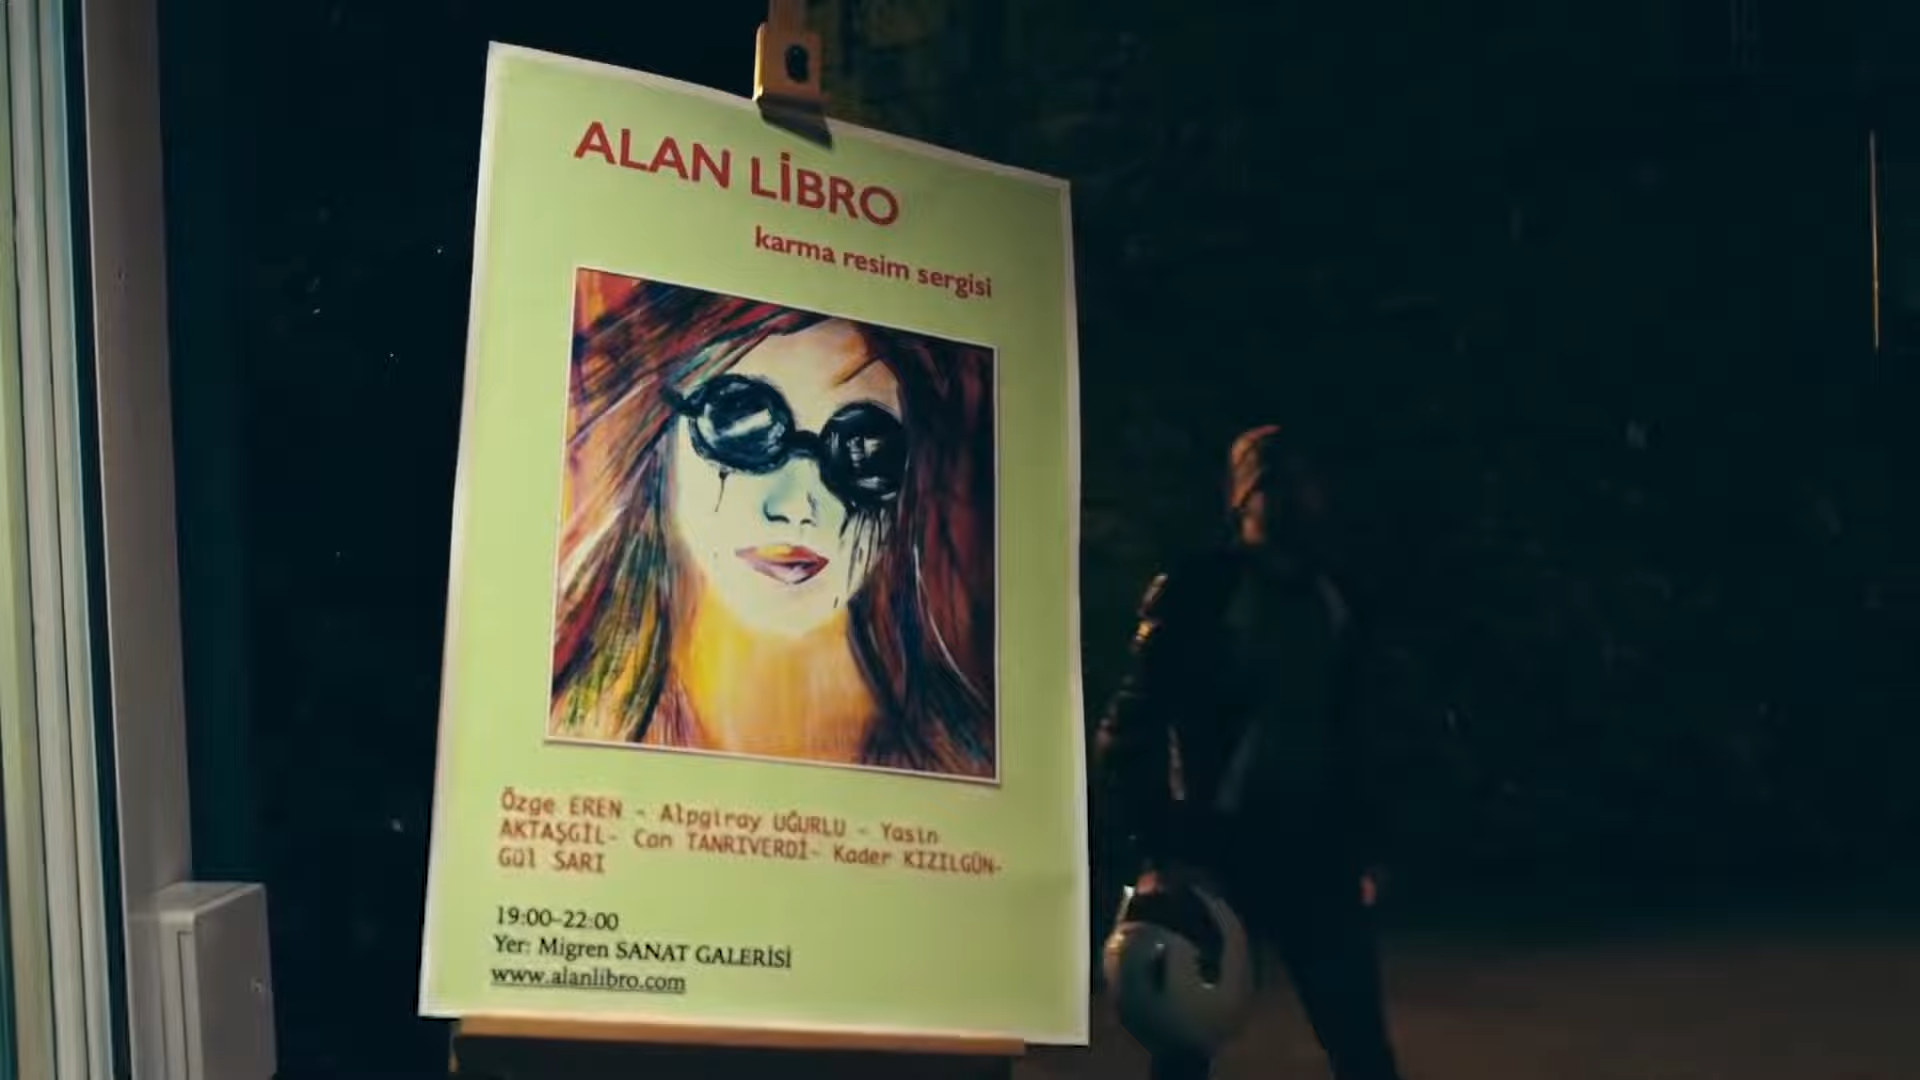 ALAN LİBRO
karma resim sergisi
Özge EREN - Alpgiray UĞURLU - Yasin
AKTAŞGİL- Can TANRIVERDİ- Kader KIZILGÜN-
Gül SARI
19:00-22:00
Yer: Migren SANAT GALERİSİ
www.alanlibro.com